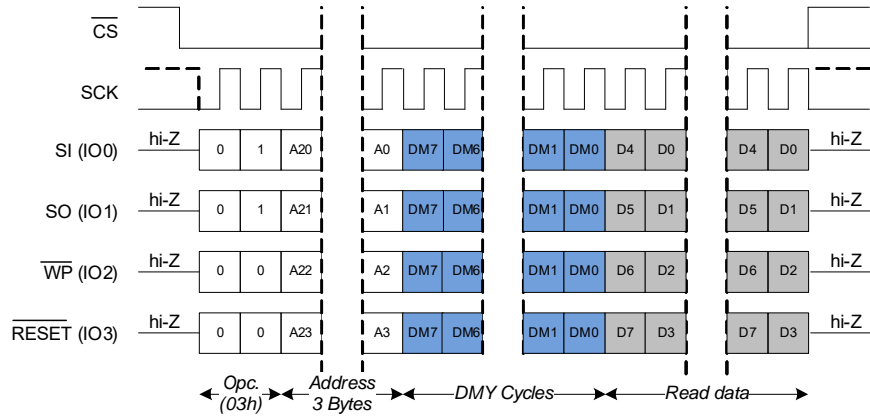 CS
SCK
SI (IO0) hi-Z 0 1 A20 A0 DM7 DM6 DM1 DM0 D4 D0 D4 D0 hi-Z
SO (IO1) hi-Z 0 1 A21 A1 DM7 DM6 DM1 DM0 D5 D1 D5 D1 hi-Z
WP (IO2) hi-Z 0 0 A22 A2 DM7 DM6 DM1 DM0 D6 D2 D6 D2 hi-Z
RESET (IO3) hi-Z 0 0 A23 A3 DM7 DM6 DM1 DM0 D7 D3 D7 D3 hi-Z
Opc. Address DMY Cycles Read data
(03h) 3 Bytes